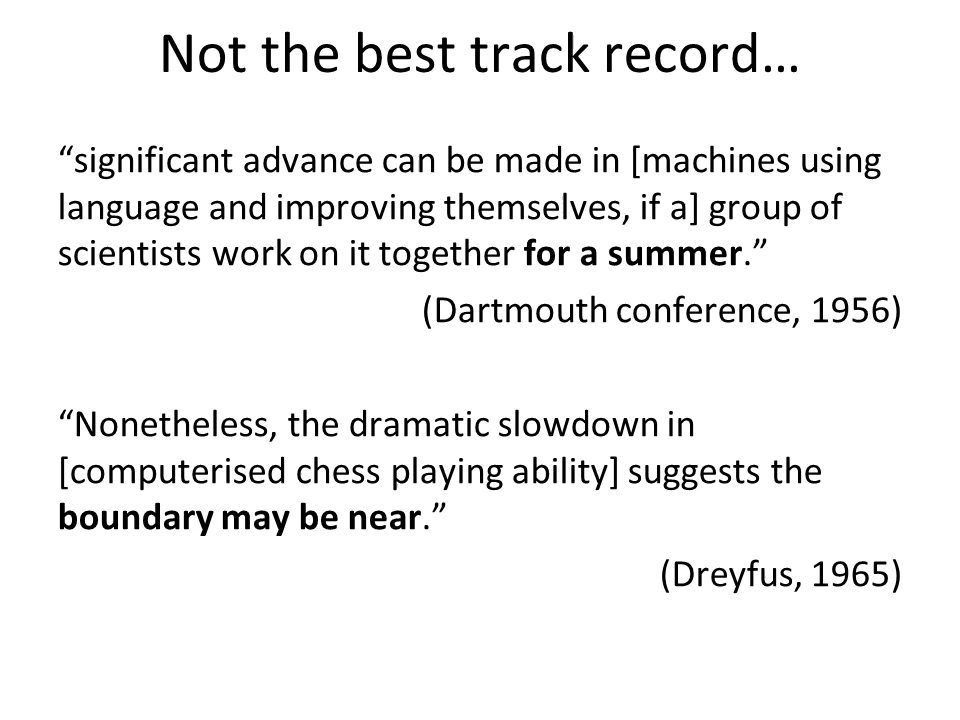 Not the best track record…
“significant advance can be made in [machines using
language and improving themselves, if a] group of
scientists work on it together for a summer.”
(Dartmouth conference, 1956)
“Nonetheless, the dramatic slowdown in
[computerised chess playing ability] suggests the
boundary may be near.”
(Dreyfus, 1965)